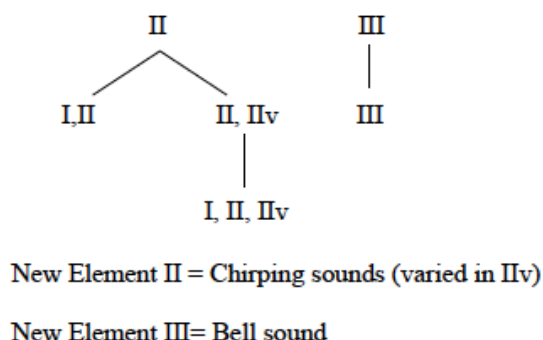 II III
I,II II, IIv III
I, II, IIv
New Element II = Chirping sounds (varied in IIv)
New Element III= Bell sound